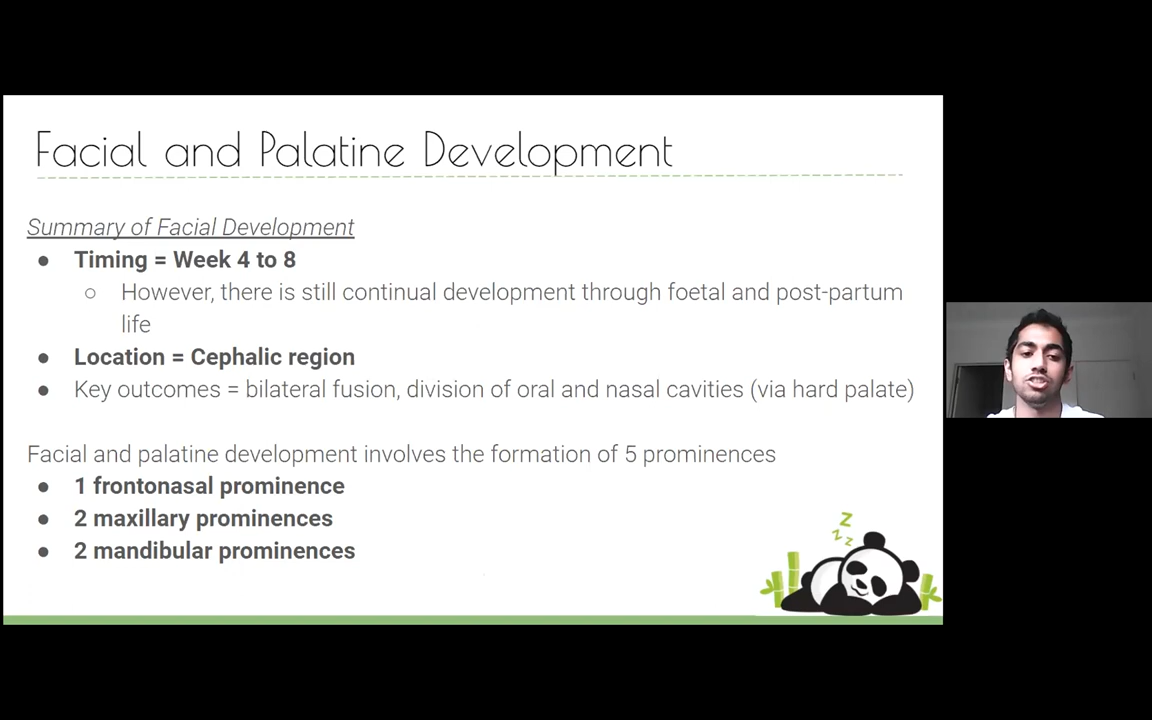 Facial and Palatine Development
Summary of Facial Development
● Timing = Week 4 to 8
○ However, there is still continual development through foetal and post-partum
life
● Location = Cephalic region
● Key outcomes = bilateral fusion, division of oral and nasal cavities (via hard palate)
Facial and palatine development involves the formation of 5 prominences
● 1 frontonasal prominence
● 2 maxillary prominences
● 2 mandibular prominences
Z
Z
Z